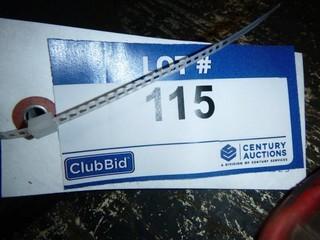 LOT #
115
ClubBid
CENTURY
AUCTIONS
A DIVISION OF CENTURY SERVICES